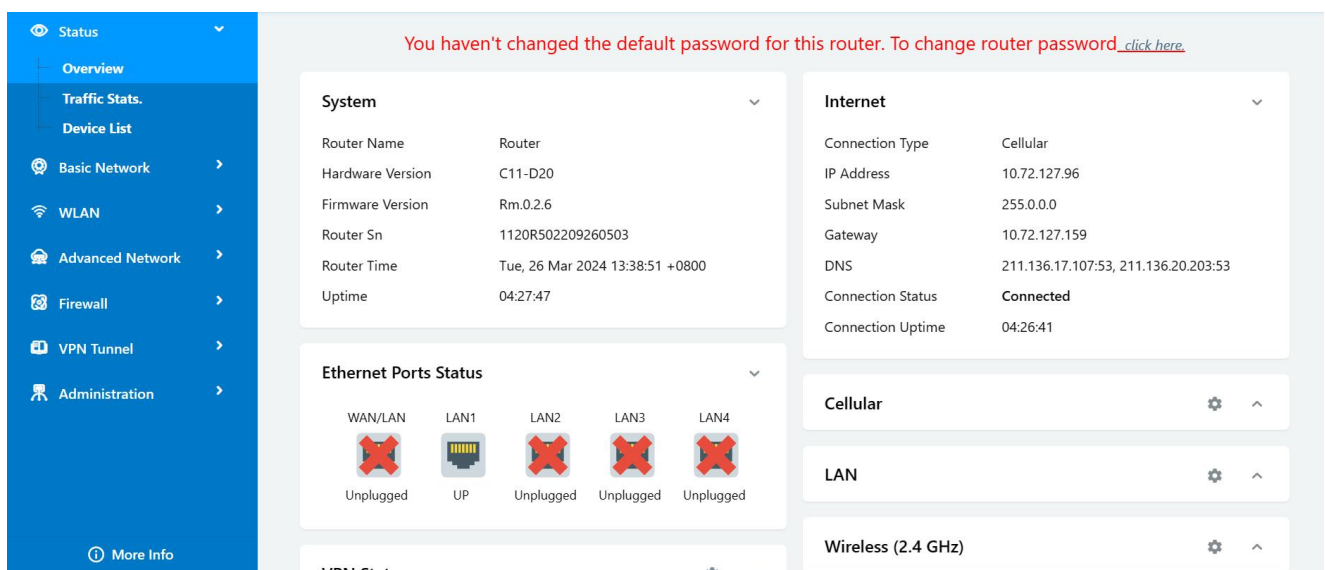 Status
Overview
Traffic Stats.
Device List
Basic Network
WLAN
Advanced Network
Firewall
VPN Tunnel
Administration
More Info
You haven't changed the default password for this router. To change router password click here.
System
Router Name Router
Hardware Version C11-D20
Firmware Version Rm.0.2.6
Router Sn 1120R502209260503
Router Time Tue, 26 Mar 2024 13:38:51 +0800
Uptime 04:27:47
Ethernet Ports Status
WAN/LAN LAN1 LAN2 LAN3 LAN4
Unplugged UP Unplugged Unplugged Unplugged
Internet
Connection Type Cellular
IP Address 10.72.127.96
Subnet Mask 255.0.0.0
Gateway 10.72.127.159
DNS 211.136.17.107:53, 211.136.20.203:53
Connection Status Connected
Connection Uptime 04:26:41
Cellular
LAN
Wireless (2.4 GHz)